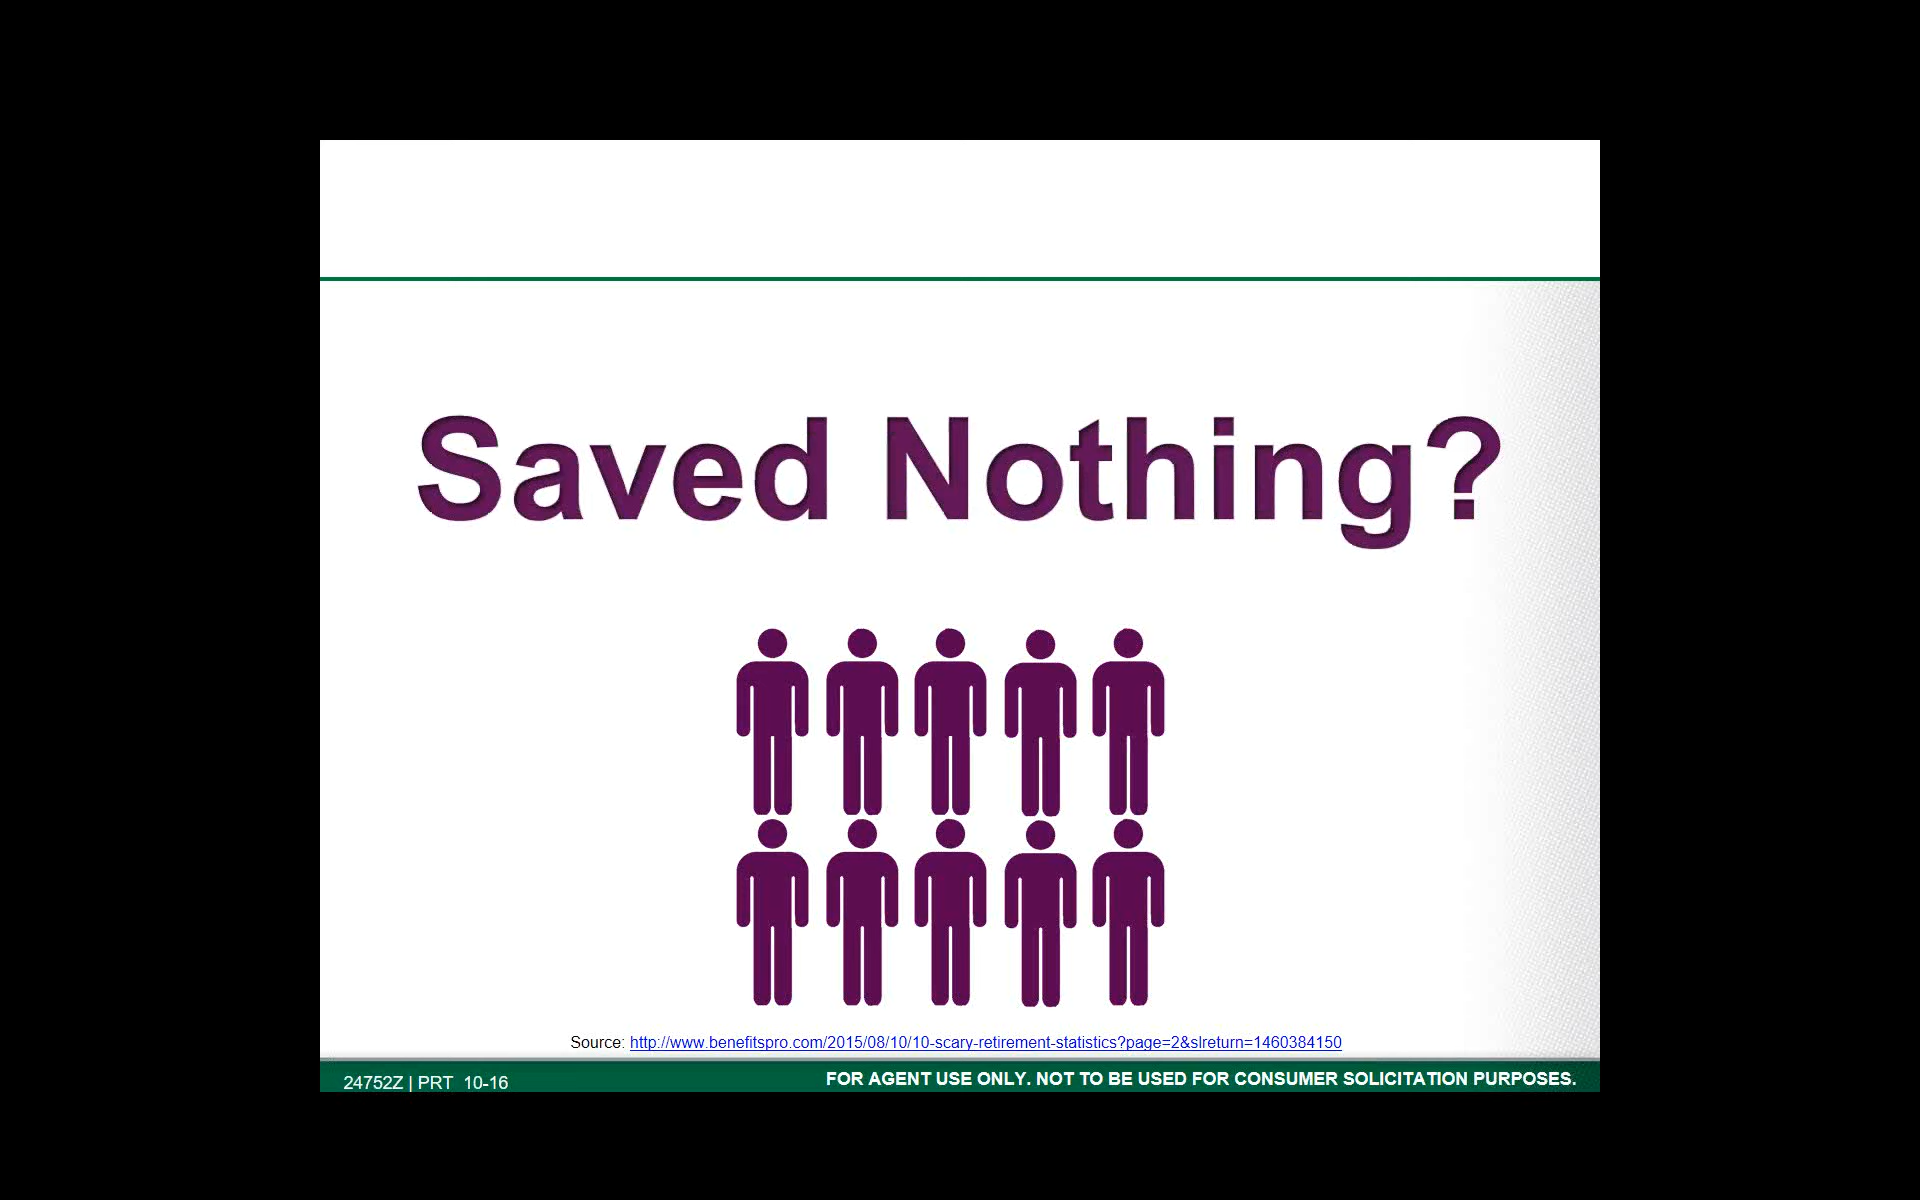 Saved Nothing?
Source: http://www.benefitspro.com/2015/08/10/10-scary-retirement-statistics?page=2&slreturn=1460384150
24752Z | PRT  10-16
FOR AGENT USE ONLY. NOT TO BE USED FOR CONSUMER SOLICITATION PURPOSES.